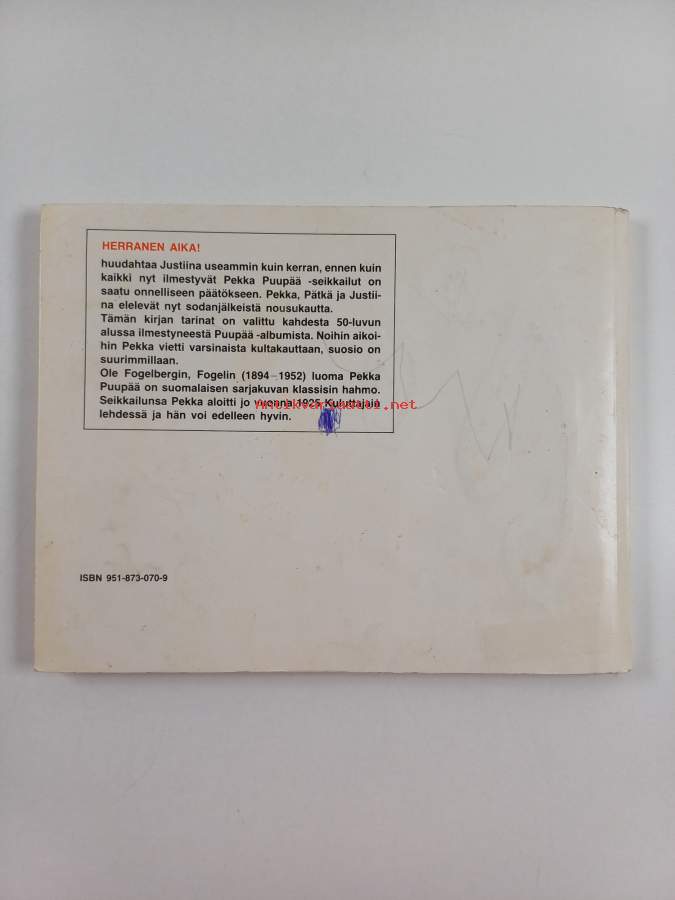 HERRANEN AIKA!
huudahtaa Justiina useammin kuin kerran, ennen kuin
kaikki nyt ilmestyvät Pekka Puupää -seikkailut on
saatu onnelliseen päätökseen. Pekka, Pätkä ja Justii-
na elelevät nyt sodanjälkeistä nousukautta.
Tämän kirjan tarinat on valittu kahdesta 50-luvun
alussa ilmestyneestä Puupää -albumista. Noihin aikoi-
hin Pekka vietti varsinaista kultakauttaan, suosio on
suurimmillaan.
Ole Fogelbergin, Fogelin (1894–1952) luoma Pekka
Puupää on suomalaisen sarjakuvan klassisin hahmo.
Seikkailunsa Pekka aloitti jo vuonna 1925 Kuluttajain
Antikvariaatti.net
lehdessä ja hän voi edelleen hyvin.
ISBN 951-873-070-9